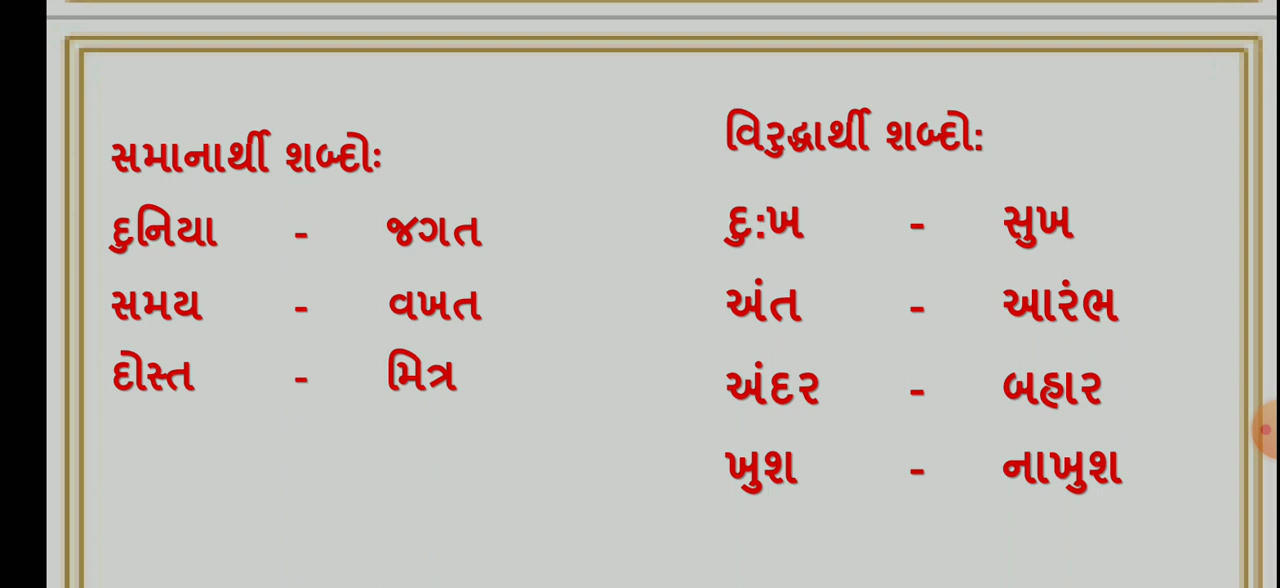 સમાનાર્થી શબ્દોઃ
દુનિયા - જગત
સમય - વખત
દોસ્ત - મિત્ર
વિરુદ્ધાર્થી શબ્દો:
દુ:ખ - સુખ
અંત - આરંભ
અંદર - બહાર
ખુશ - નાખુશ